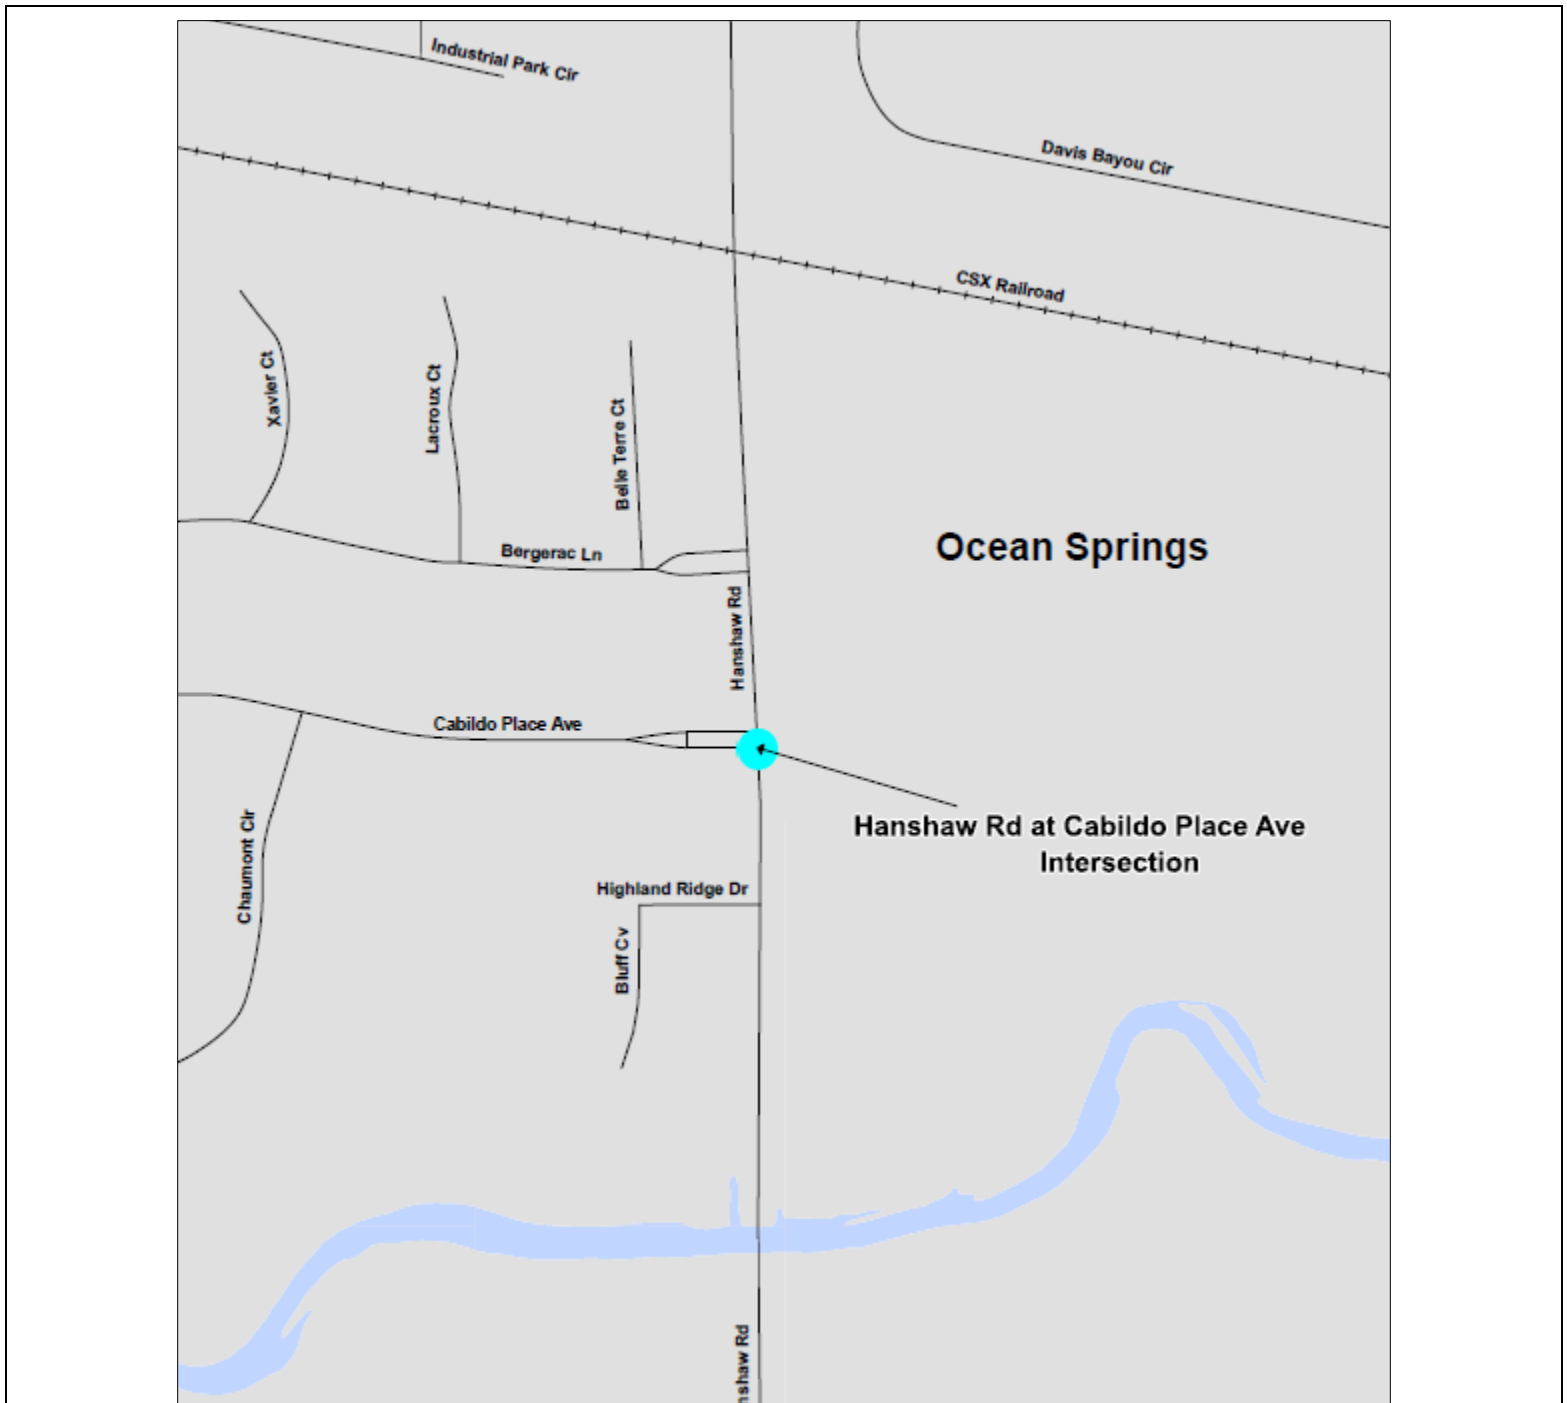 Industrial Park Cir
Davis Bayou Cir
CSX Railroad
Xavier Ct
Lacroux Ct
Belle Terre Ct
Bergerac Ln
Ocean Springs
Hanshaw Rd
Cabildo Place Ave
Hanshaw Rd at Cabildo Place Ave
Intersection
Chaumont Cir
Highland Ridge Dr
Bluff Cv
nshaw Rd